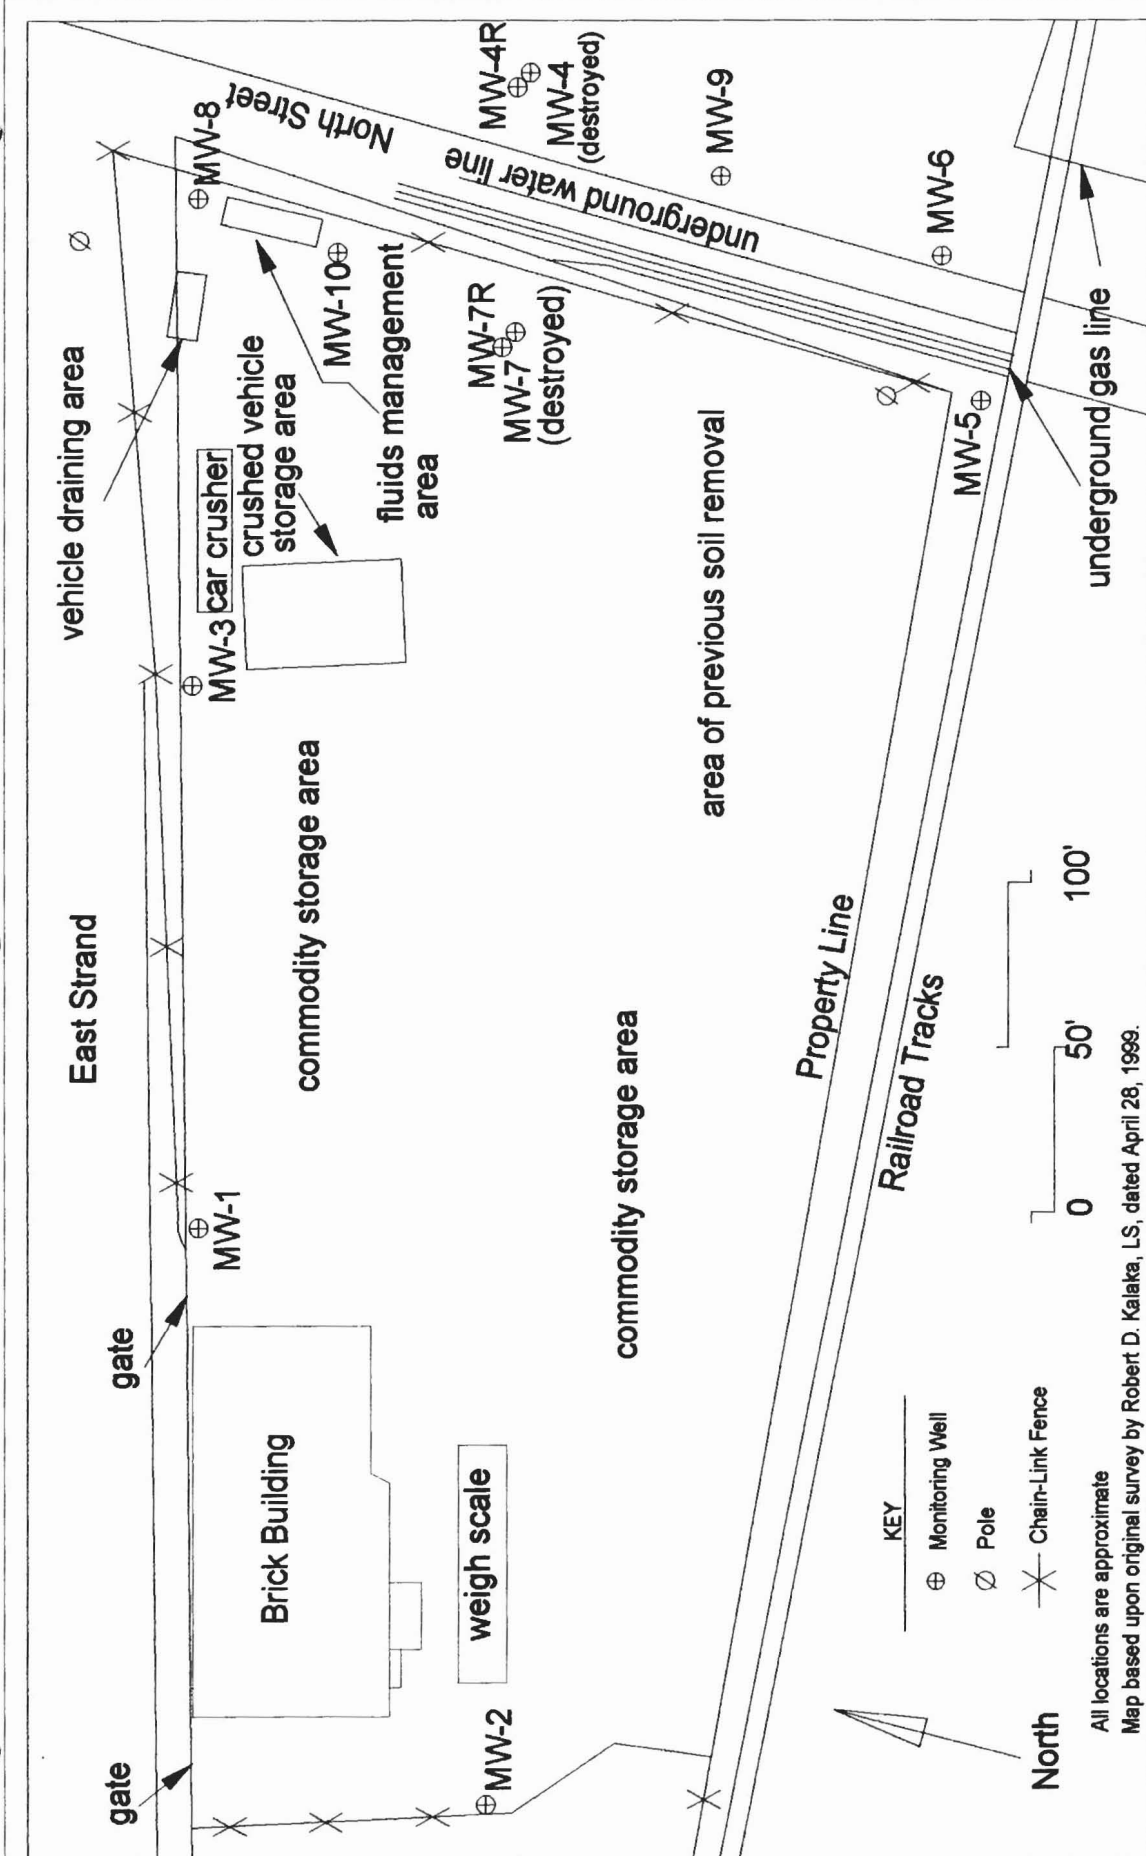 East Strand
gate
gate
vehicle draining area
MW-8
MW-1
MW-3
car crusher
crushed vehicle
storage area
MW-10
fluids management
area
Brick Building
weigh scale
MW-2
commodity storage area
commodity storage area
MW-7R
MW-7
(destroyed)
MW-4R
MW-4
(destroyed)
North Street
underground water line
MW-9
MW-6
MW-5
area of previous soil removal
Property Line
Railroad Tracks
underground gas line
KEY
Monitoring Well
Pole
Chain-Link Fence
North
0
50'
100'
All locations are approximate
Map based upon original survey by Robert D. Kalaka, LS, dated April 28, 1999.